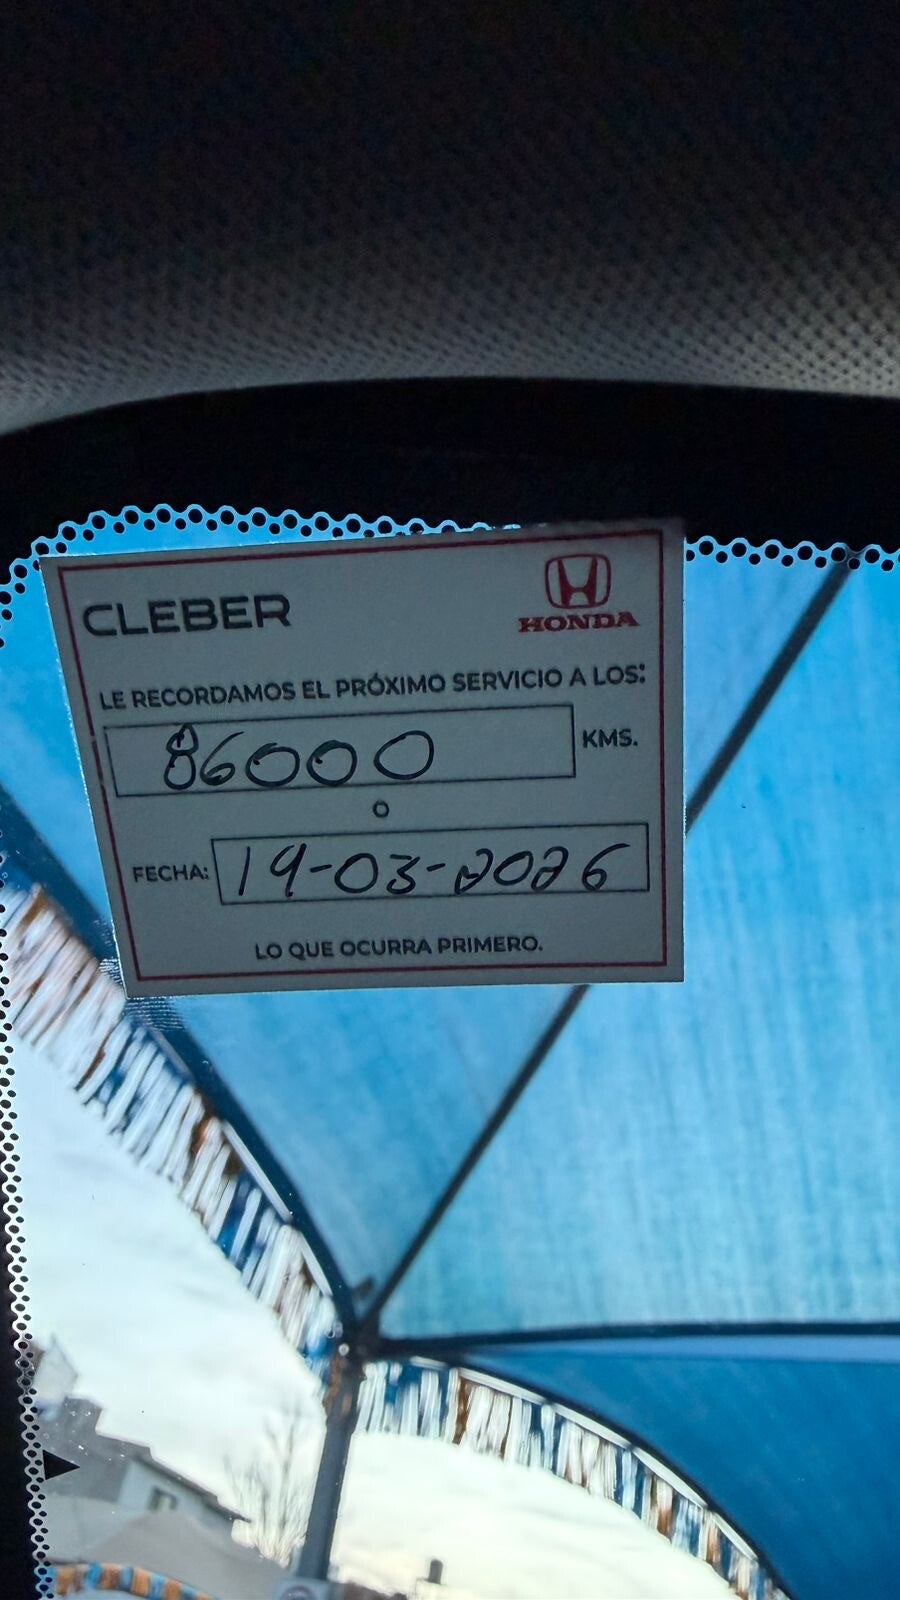 CLEBER
HONDA
LE RECORDAMOS EL PRÓXIMO SERVICIO A LOS:
86000 KMS.
O
FECHA: 19-03-2026
LO QUE OCURRA PRIMERO.